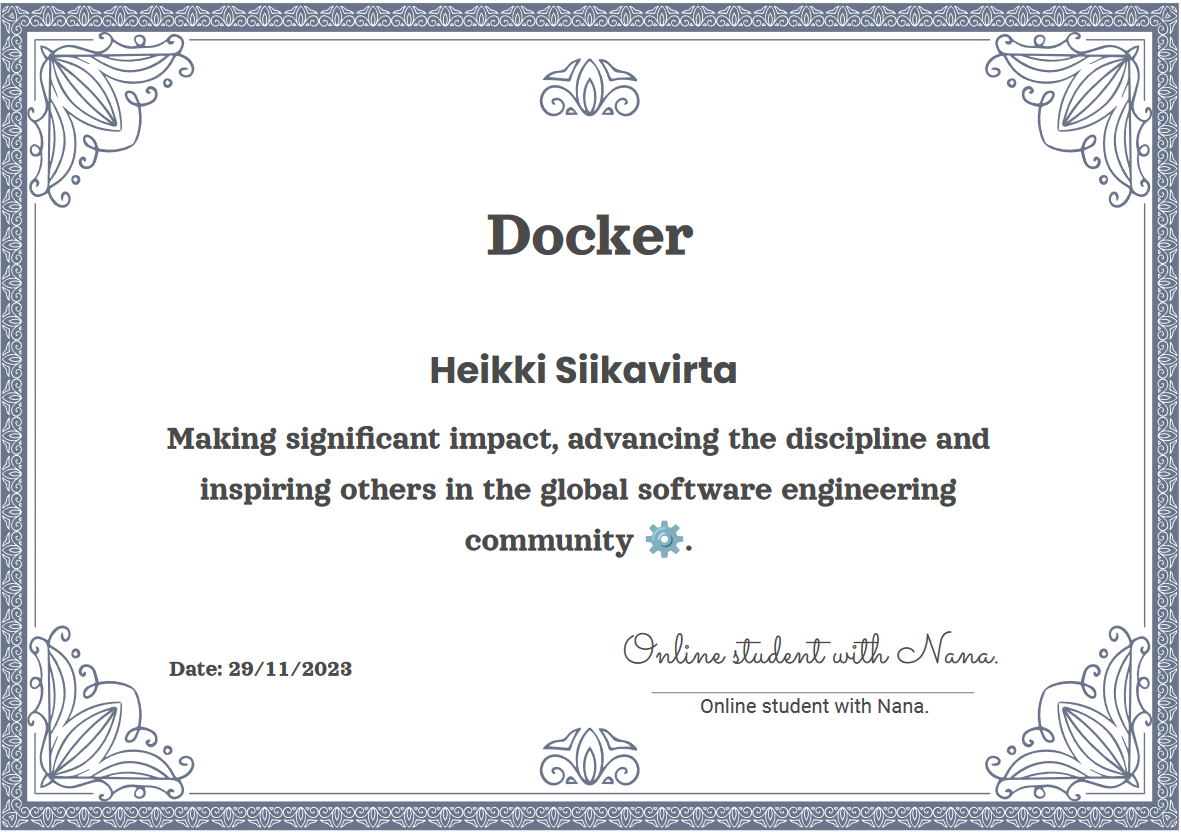 Docker
Heikki Siikavirta
Making significant impact, advancing the discipline and
inspiring others in the global software engineering
community ⚙️.
Date: 29/11/2023
Online student with Nana.
Online student with Nana.